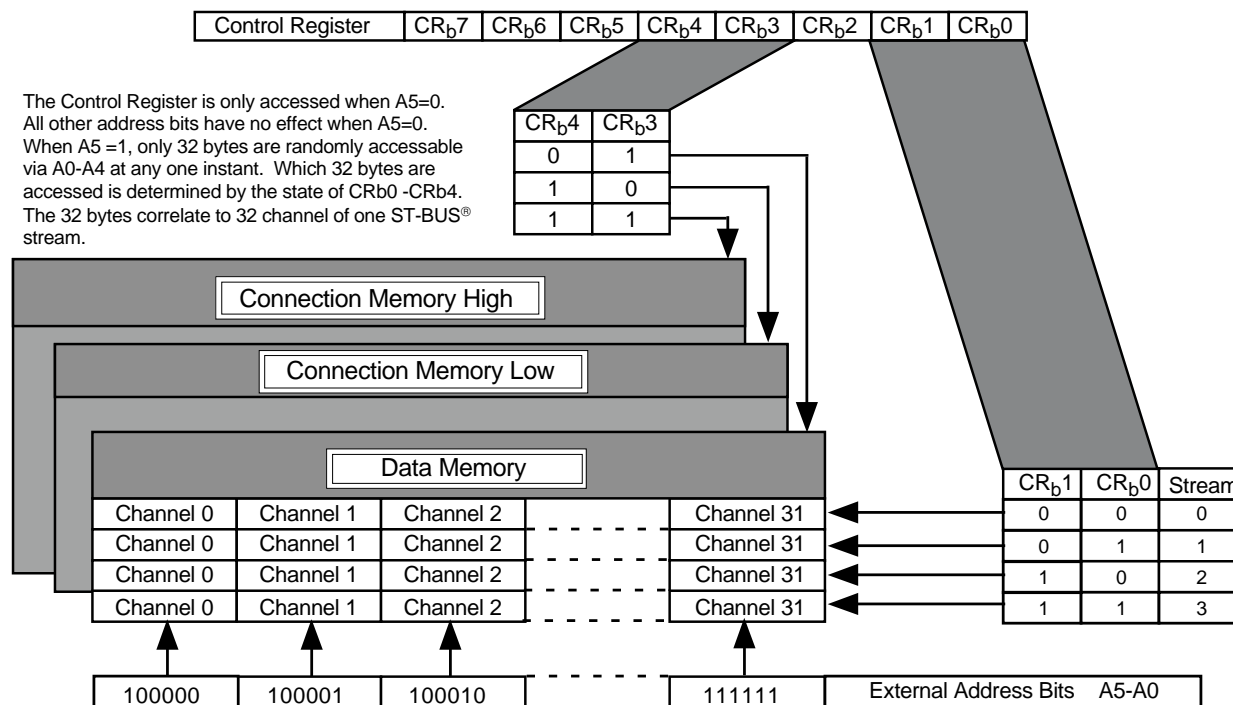 Control Register CRb7 CRb6 CRb5 CRb4 CRb3 CRb2 CRb1 CRb0
The Control Register is only accessed when A5=0.
All other address bits have no effect when A5=0.
When A5 =1, only 32 bytes are randomly accessable
via A0-A4 at any one instant. Which 32 bytes are
accessed is determined by the state of CRb0 -CRb4.
The 32 bytes correlate to 32 channel of one ST-BUS®
stream.
CRb4 CRb3
0 1
1 0
1 1
Connection Memory High
Connection Memory Low
Data Memory
Channel 0 Channel 1 Channel 2 Channel 31
Channel 0 Channel 1 Channel 2 Channel 31
Channel 0 Channel 1 Channel 2 Channel 31
Channel 0 Channel 1 Channel 2 Channel 31
CRb1 CRb0 Stream
0 0 0
0 1 1
1 0 2
1 1 3
100000 100001 100010 111111 External Address Bits A5-A0